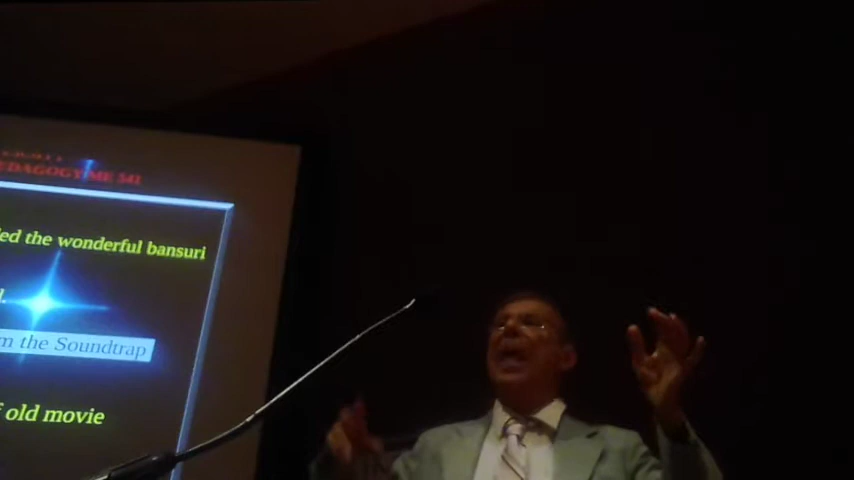 EDAGOGY.ME 541
ed the wonderful bansuri
m the Soundtrap
f old movie